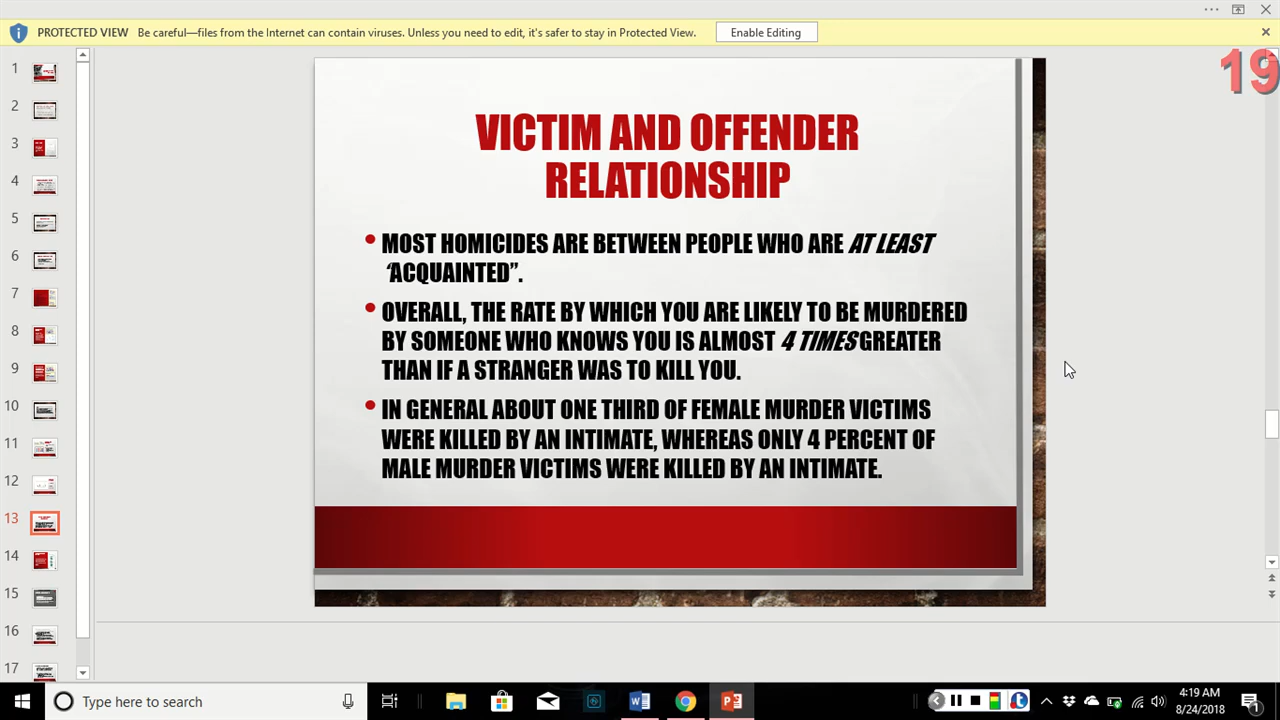 PROTECTED VIEW Be careful—files from the Internet can contain viruses. Unless you need to edit, it's safer to stay in Protected View. Enable Editing
19
VICTIM AND OFFENDER
RELATIONSHIP
• MOST HOMICIDES ARE BETWEEN PEOPLE WHO ARE AT LEAST
‘ACQUAINTED”.
• OVERALL, THE RATE BY WHICH YOU ARE LIKELY TO BE MURDERED
BY SOMEONE WHO KNOWS YOU IS ALMOST 4 TIMES GREATER
THAN IF A STRANGER WAS TO KILL YOU.
• IN GENERAL ABOUT ONE THIRD OF FEMALE MURDER VICTIMS
WERE KILLED BY AN INTIMATE, WHEREAS ONLY 4 PERCENT OF
MALE MURDER VICTIMS WERE KILLED BY AN INTIMATE.
1
2
3
4
5
6
7
8
9
10
11
12
13
14
15
16
17
Type here to search
4:19 AM
8/24/2018
1